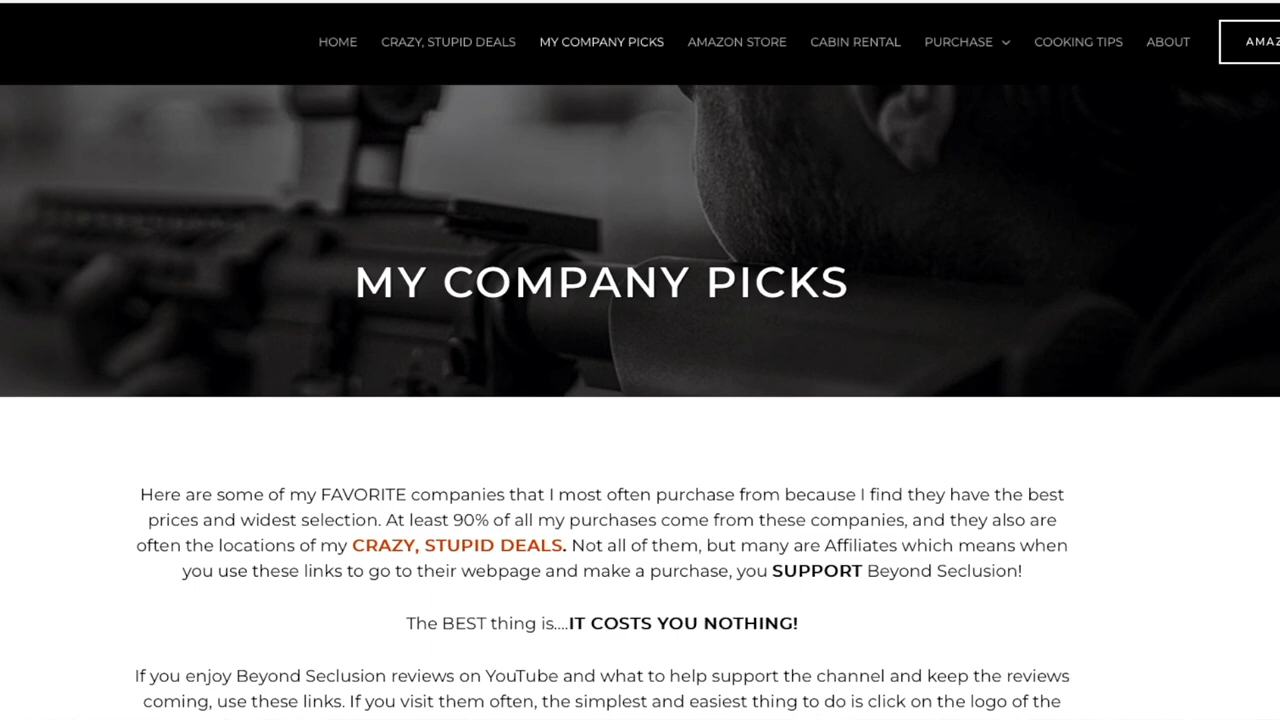 HOME CRAZY, STUPID DEALS MY COMPANY PICKS AMAZON STORE CABIN RENTAL PURCHASE COOKING TIPS ABOUT AMAZ
MY COMPANY PICKS
Here are some of my FAVORITE companies that I most often purchase from because I find they have the best
prices and widest selection. At least 90% of all my purchases come from these companies, and they also are
often the locations of my CRAZY, STUPID DEALS. Not all of them, but many are Affiliates which means when
you use these links to go to their webpage and make a purchase, you SUPPORT Beyond Seclusion!
The BEST thing is....IT COSTS YOU NOTHING!
If you enjoy Beyond Seclusion reviews on YouTube and what to help support the channel and keep the reviews
coming, use these links. If you visit them often, the simplest and easiest thing to do is click on the logo of the